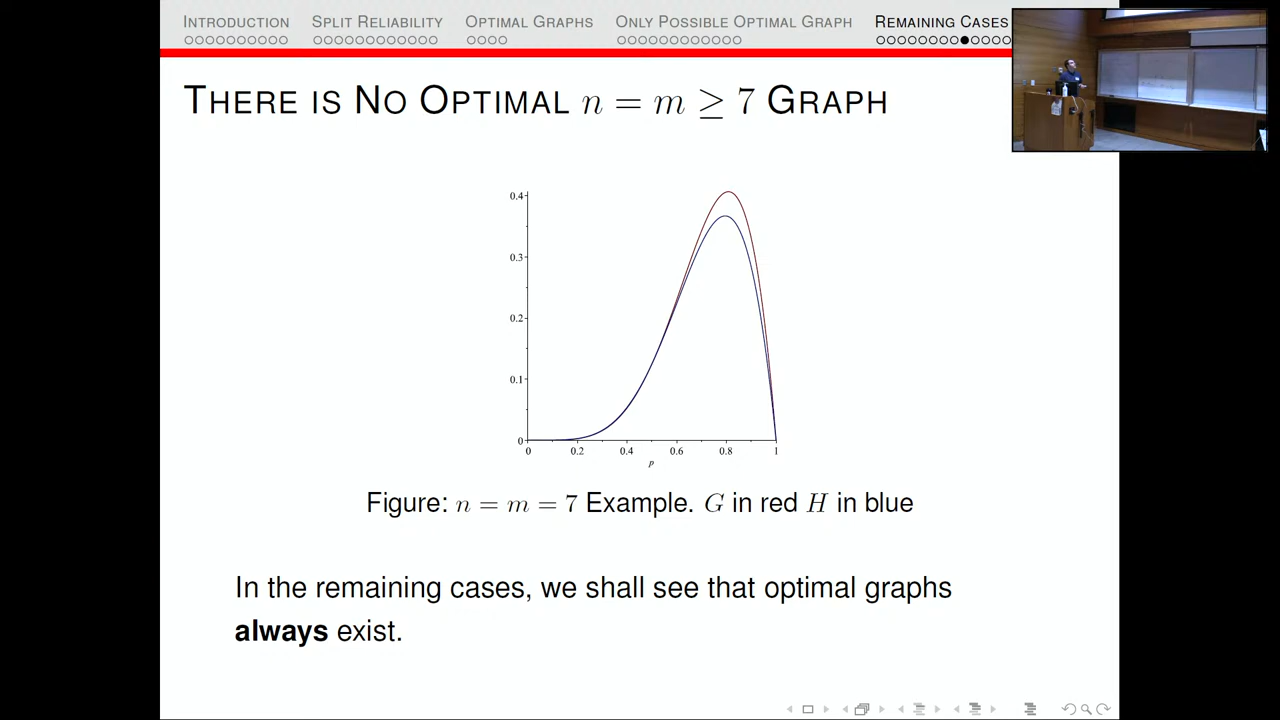 INTRODUCTION SPLIT RELIABILITY OPTIMAL GRAPHS ONLY POSSIBLE OPTIMAL GRAPH REMAINING CASES
THERE IS NO OPTIMAL n = m ≥ 7 GRAPH
0.4
0.3
0.2
0.1
0
0 0.2 0.4 0.6 0.8 1
p
Figure: n = m = 7 Example. G in red H in blue
In the remaining cases, we shall see that optimal graphs
always exist.